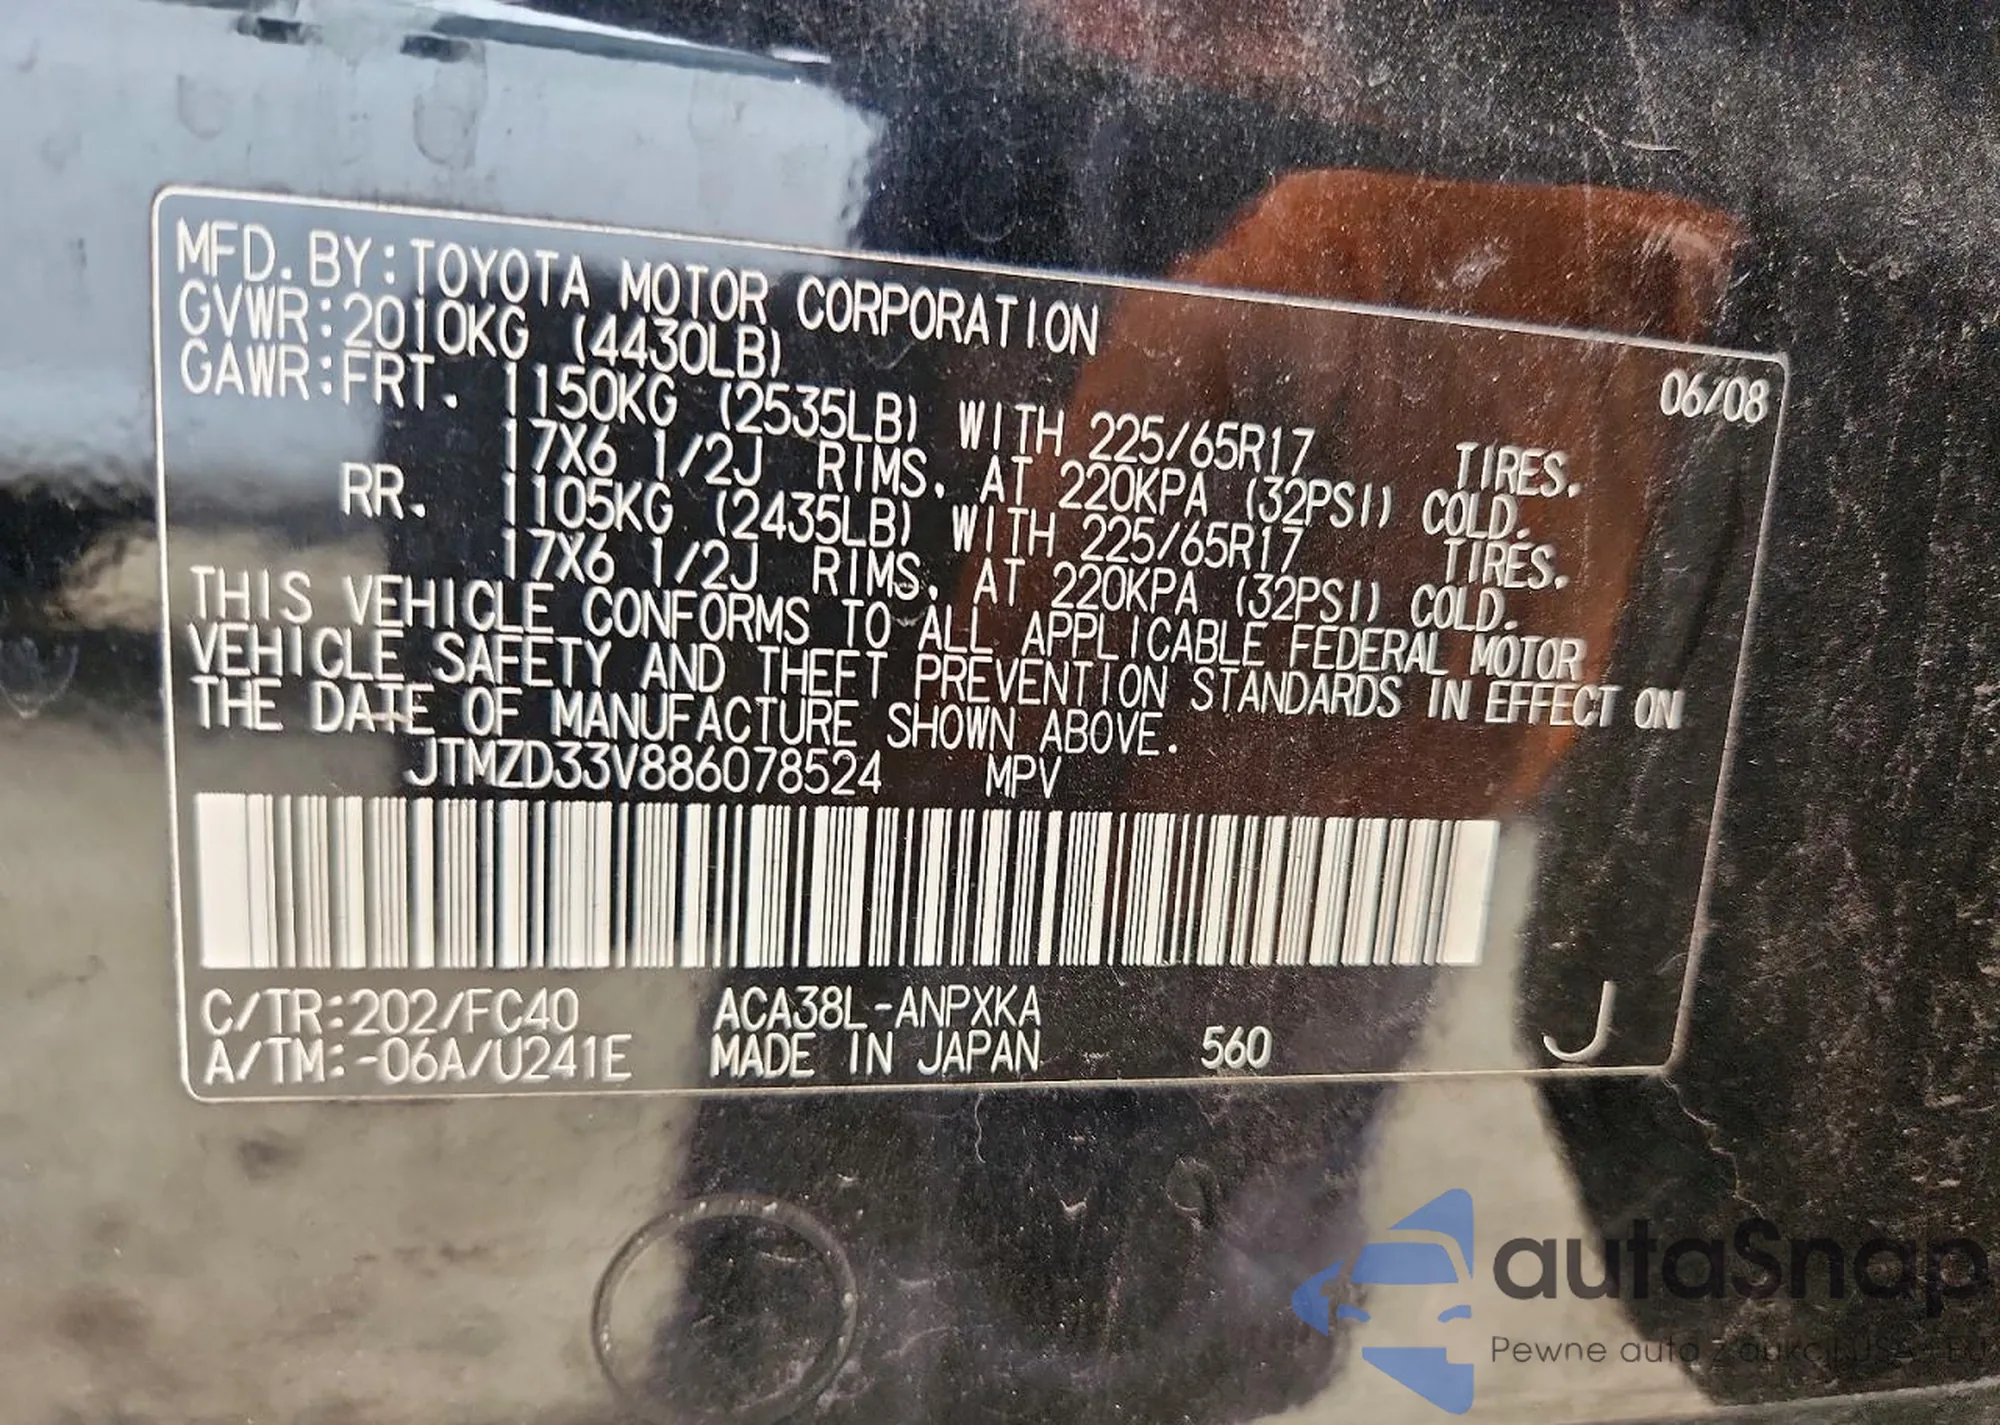 MFD. BY: TOYOTA MOTOR CORPORATION 06/08
GVWR: 2010KG (4430LB)
GAWR: FRT. 1150KG (2535LB) WITH 225/65R17 TIRES.
17X6 1/2J RIMS. AT 220KPA (32PSI) COLD.
RR. 1105KG (2435LB) WITH 225/65R17 TIRES.
17X6 1/2J RIMS. AT 220KPA (32PSI) COLD.
THIS VEHICLE CONFORMS TO ALL APPLICABLE FEDERAL MOTOR
VEHICLE SAFETY AND THEFT PREVENTION STANDARDS IN EFFECT ON
THE DATE OF MANUFACTURE SHOWN ABOVE.
JTMZD33V886078524 MPV
C/TR:202/FC40 ACA38L-ANPXKA
A/TM:-06A/U241E MADE IN JAPAN 560 J
autaSnap
Pewne auta z aukcji USA i EU